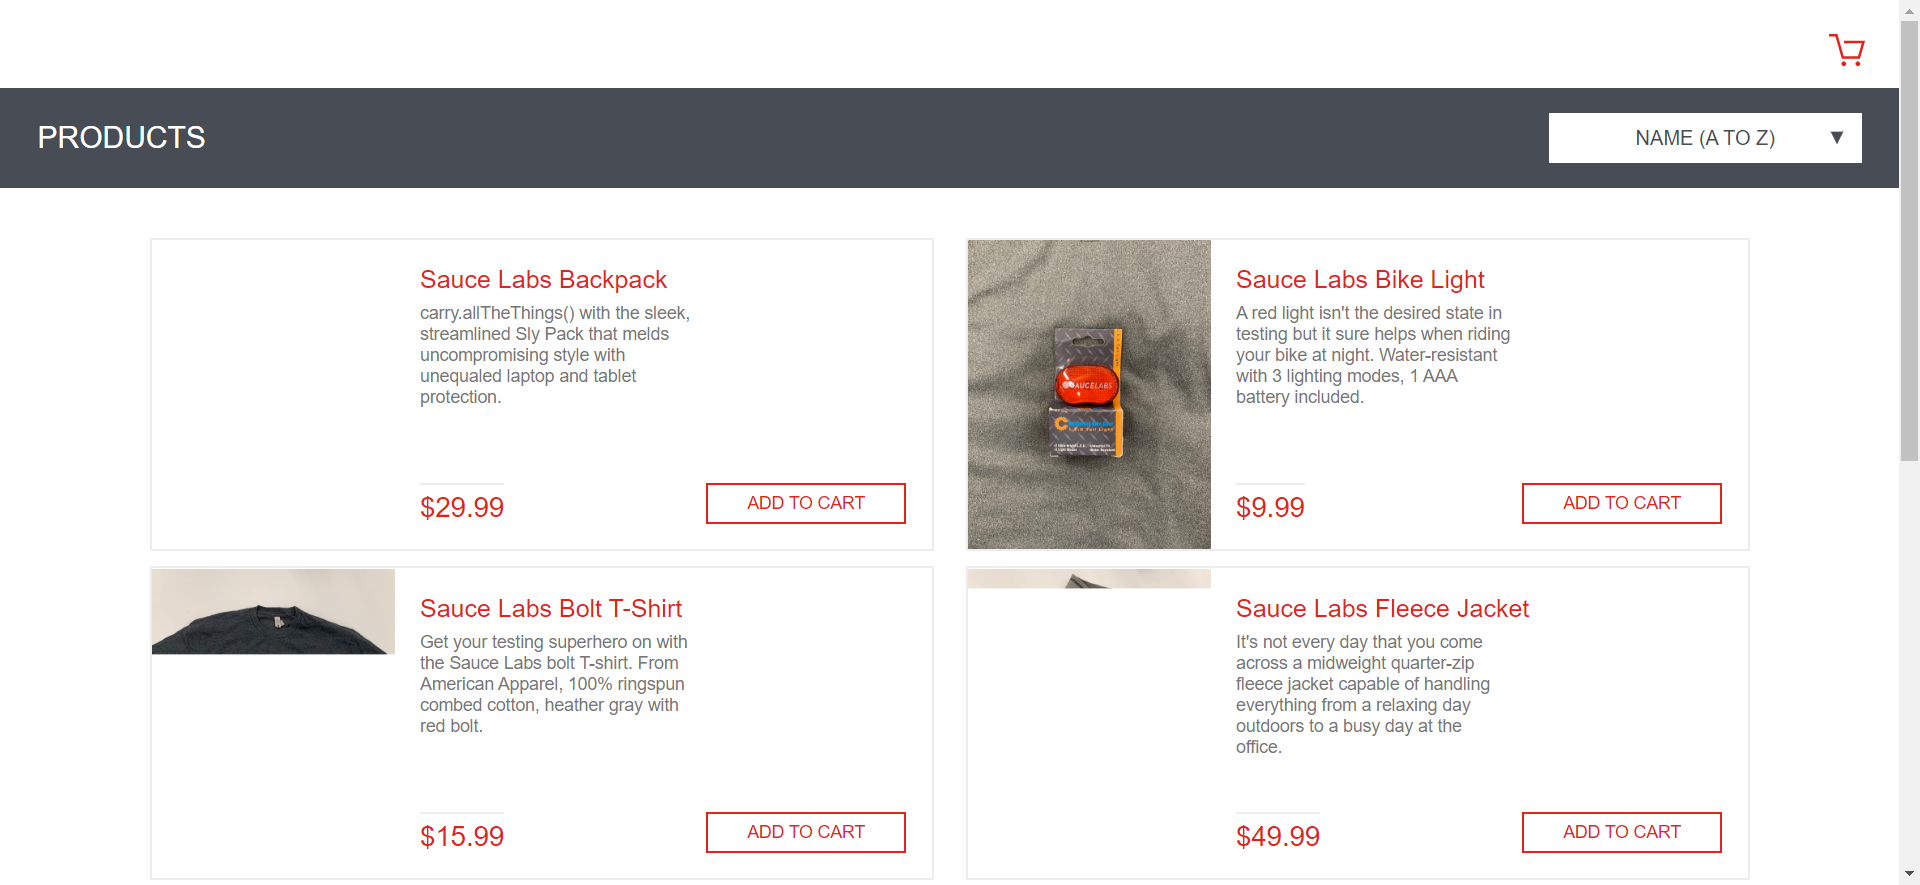 PRODUCTS
NAME (A TO Z)
Sauce Labs Backpack
carry.allTheThings() with the sleek,
streamlined Sly Pack that melds
uncompromising style with
unequaled laptop and tablet
protection.
$29.99
ADD TO CART
SAUCELABS
Sauce Labs Bike Light
A red light isn't the desired state in
testing but it sure helps when riding
your bike at night. Water-resistant
with 3 lighting modes, 1 AAA
battery included.
$9.99
ADD TO CART
Sauce Labs Bolt T-Shirt
Get your testing superhero on with
the Sauce Labs bolt T-shirt. From
American Apparel, 100% ringspun
combed cotton, heather gray with
red bolt.
$15.99
ADD TO CART
Sauce Labs Fleece Jacket
It's not every day that you come
across a midweight quarter-zip
fleece jacket capable of handling
everything from a relaxing day
outdoors to a busy day at the
office.
$49.99
ADD TO CART